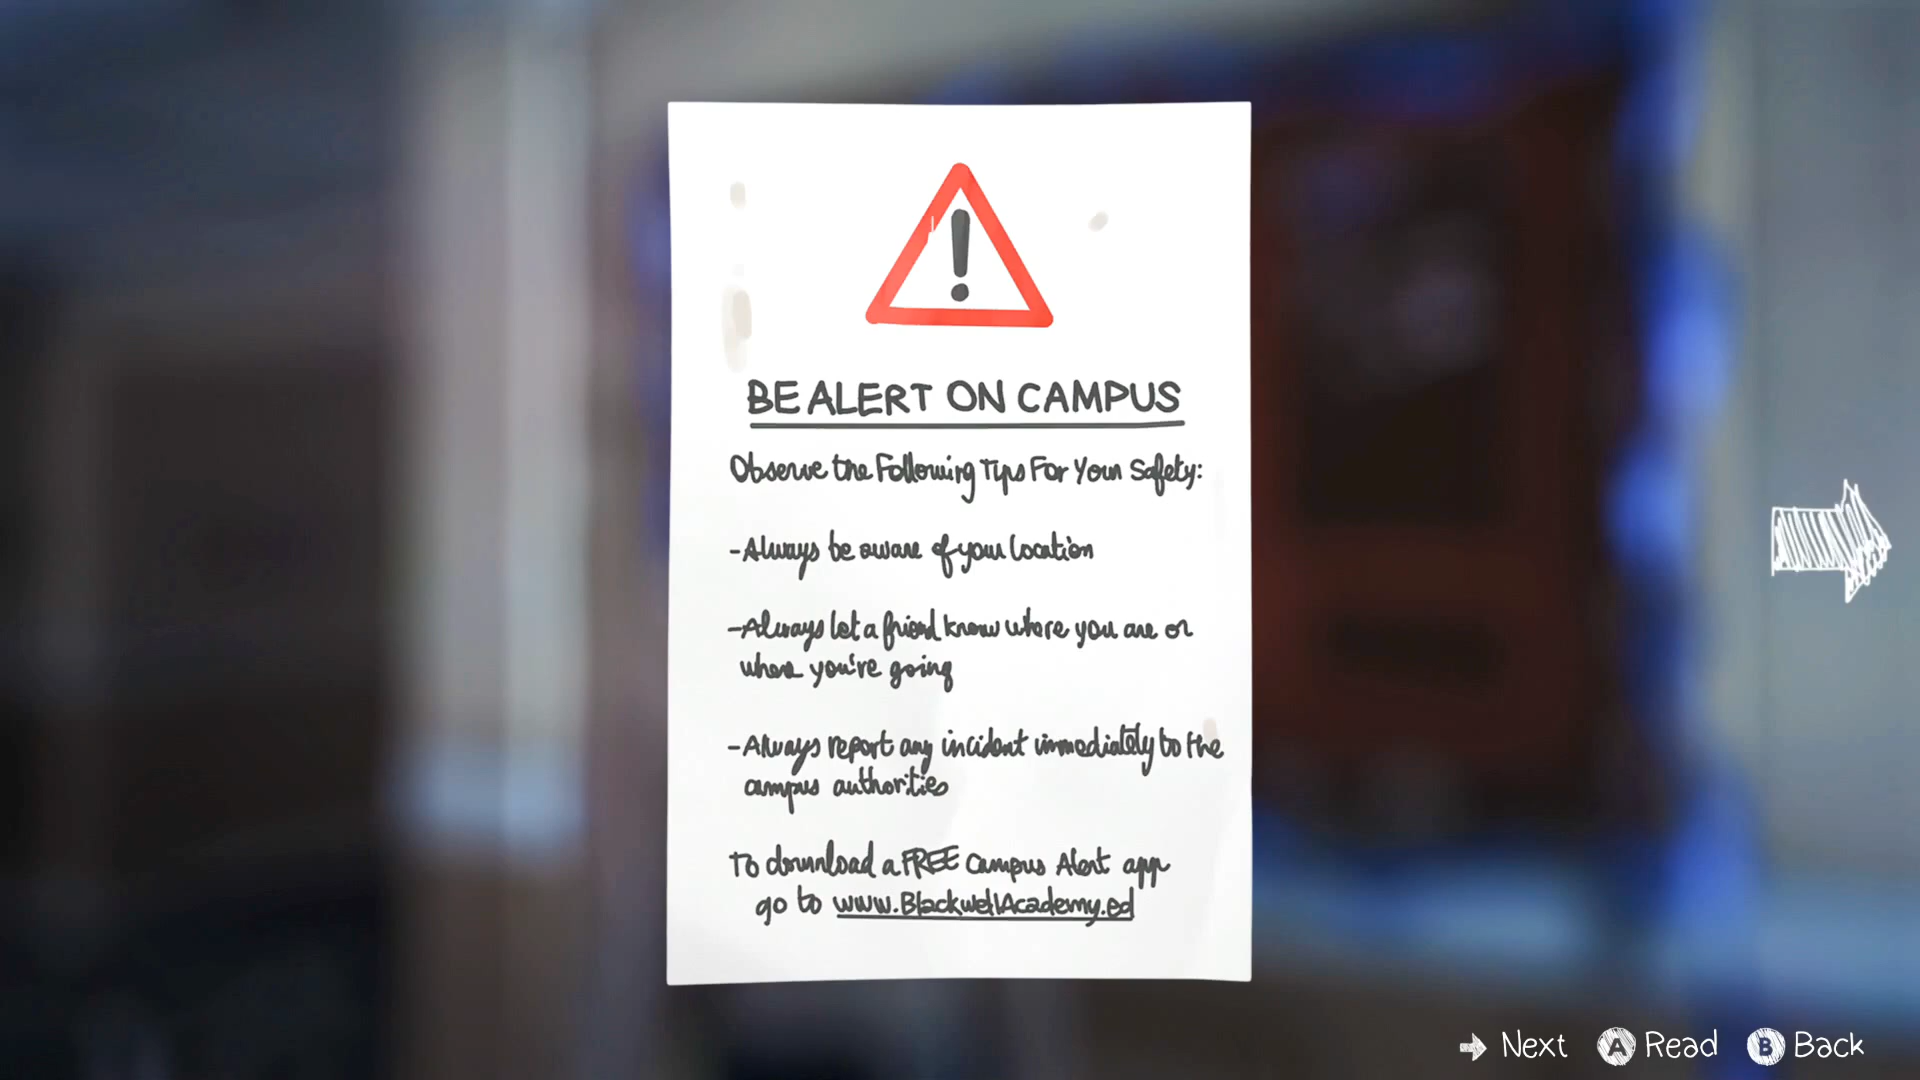 !
BE ALERT ON CAMPUS
Observe the Following Tips For Your Safety:
-Always be aware of your location
-Always let a friend know where you are or
where you're going
-Always report any incident immediately to the
campus authorities
To download a FREE Campus Alert app
go to www.BlackwellAcademy.ed
Next A Read B Back